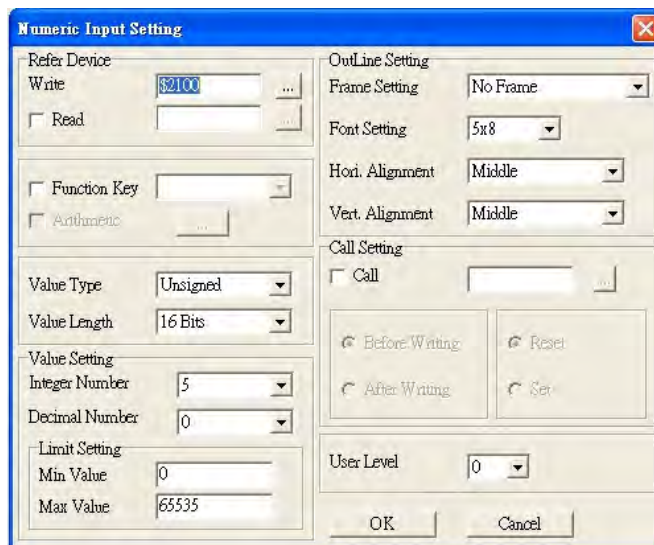 Numeric Input Setting
Refer Device
Write $2100 ...
Read ...
Function Key
Arithmetic ...
Value Type Unsigned
Value Length 16 Bits
Value Setting
Integer Number 5
Decimal Number 0
Limit Setting
Min Value 0
Max Value 65535
OutLine Setting
Frame Setting No Frame
Font Setting 5x8
Hori. Alignment Middle
Vert. Alignment Middle
Call Setting
Call ...
Before Writing Reset
After Writing Set
User Level 0
OK Cancel